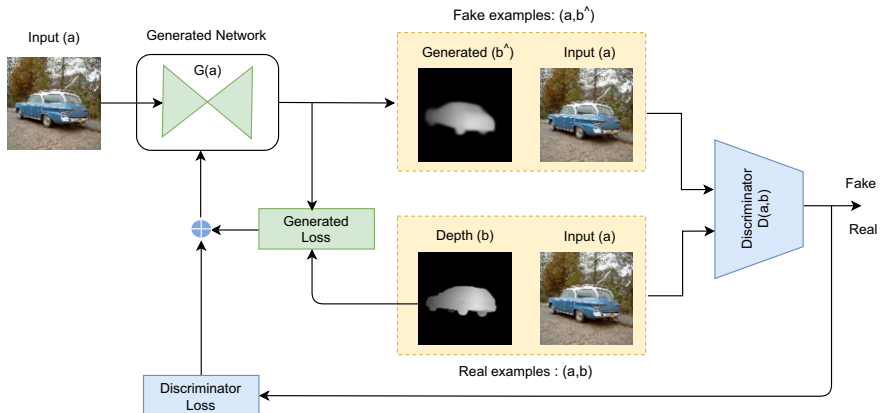 Fake examples: (a,b^)
Input (a)
Generated Network
G(a)
Generated (b^)
Input (a)
Discriminator
D(a,b)
Fake
Real
Generated
Loss
Depth (b)
Input (a)
Real examples : (a,b)
Discriminator
Loss